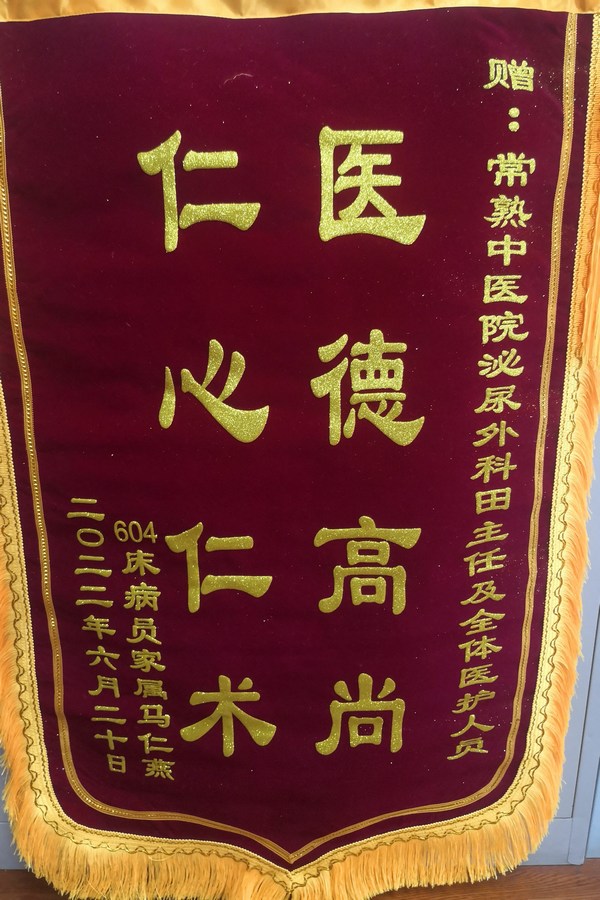 赠：常熟中医院泌尿外科田主任及全体医护人员
医德高尚
仁心仁术
604床病员家属马仁燕
二〇二二年六月二十日